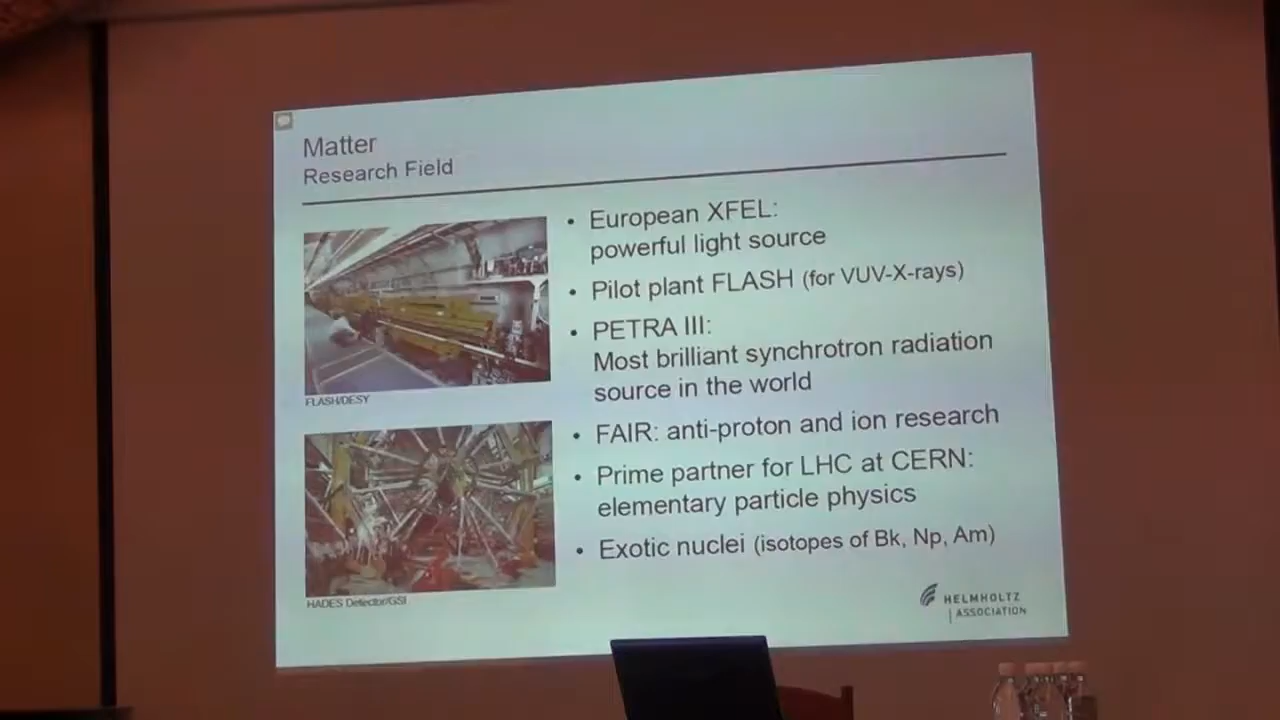 Matter
Research Field
• European XFEL:
powerful light source
• Pilot plant FLASH (for VUV-X-rays)
• PETRA III:
Most brilliant synchrotron radiation
source in the world
• FAIR: anti-proton and ion research
• Prime partner for LHC at CERN:
elementary particle physics
• Exotic nuclei (isotopes of Bk, Np, Am)
FLASH/DESY
HADES Detector/GSI
HELMHOLTZ
ASSOCIATION